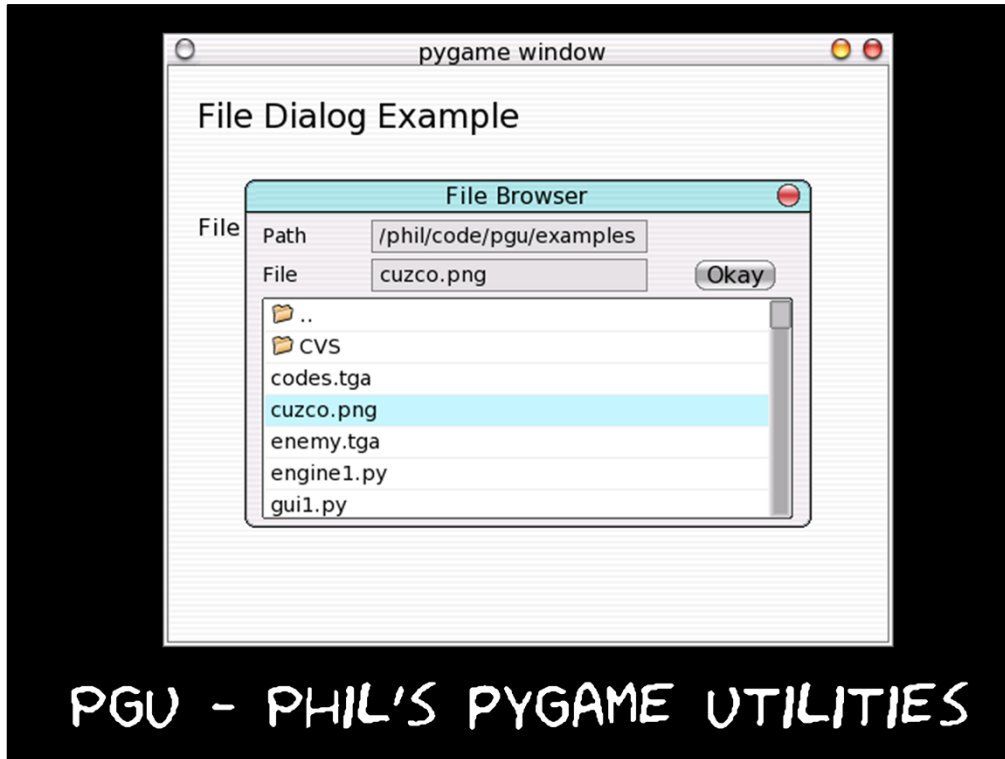 pygame window
File Dialog Example
File Browser
File
Path
/phil/code/pgu/examples
File
cuzco.png
Okay
..
CVS
codes.tga
cuzco.png
enemy.tga
engine1.py
gui1.py
PGU - PHIL'S PYGAME UTILITIES